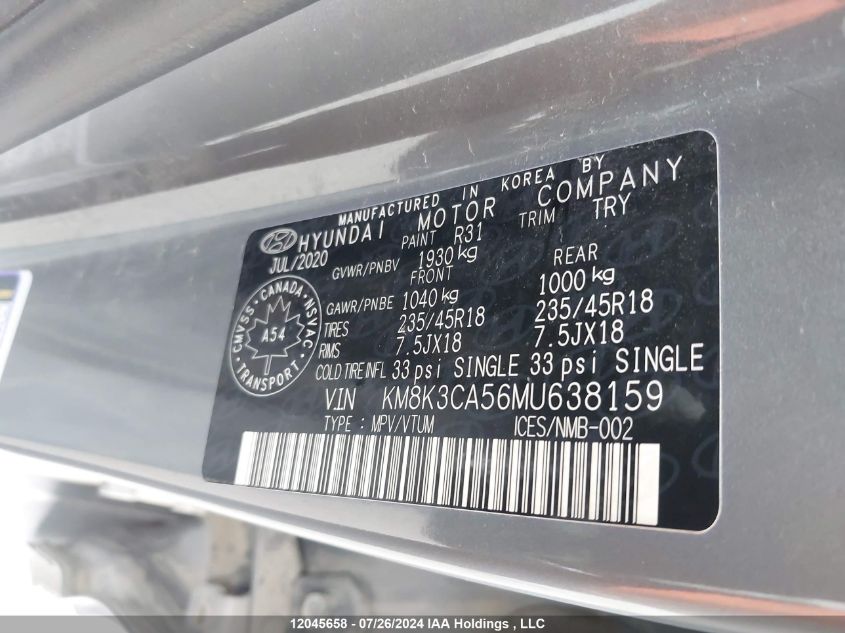 MANUFACTURED IN KOREA BY
HYUNDAI MOTOR COMPANY
JUL/2020 PAINT R31 TRIM TRY
GVWR/PNBV 1930 kg
FRONT REAR
GAWR/PNBE 1040 kg 1000 kg
TIRES 235/45R18 235/45R18
RIMS 7.5JX18 7.5JX18
COLD TIRE INFL 33 psi SINGLE 33 psi SINGLE
VIN KM8K3CA56MU638159
TYPE : MPV/VTUM ICES/NMB-002
CMVSS · CANADA · NSVAC
A54
TRANSPORT
12045658 - 07/26/2024 IAA Holdings , LLC